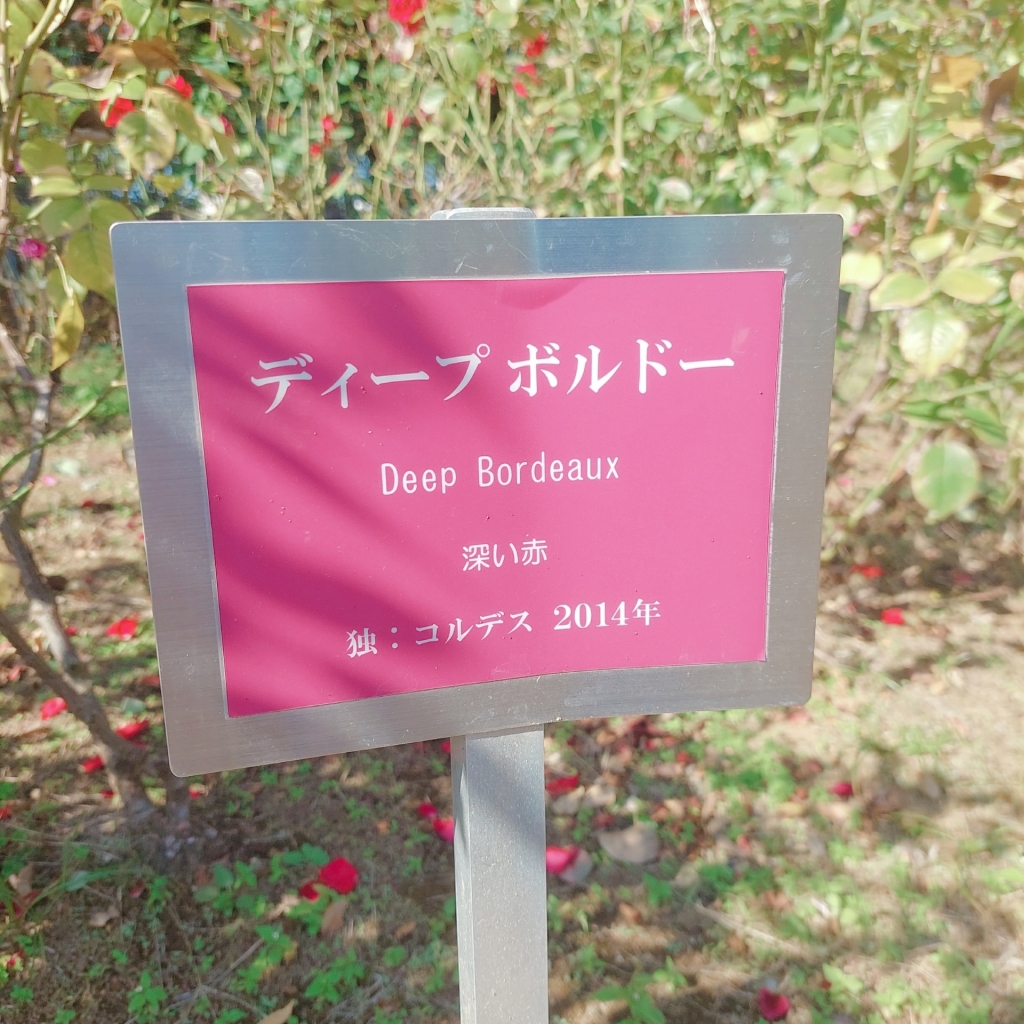 ディープ ボルドー
Deep Bordeaux
深い赤
独：コルデス 2014年